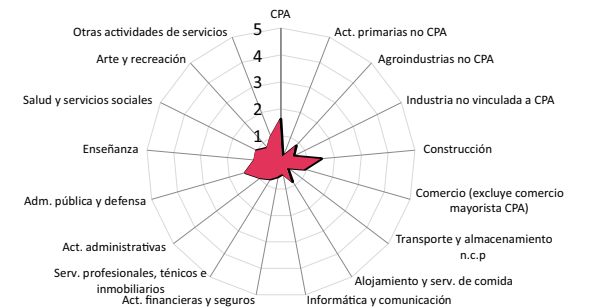 CPA
Otras actividades de servicios
5
Act. primarias no CPA
Arte y recreación
4
Agroindustrias no CPA
3
Salud y servicios sociales
2
Industria no vinculada a CPA
1
Enseñanza
Construcción
Adm. pública y defensa
Comercio (excluye comercio
mayorista CPA)
Act. administrativas
Transporte y almacenamiento
n.c.p
Serv. profesionales, ténicos e
inmobiliarios
Alojamiento y serv. de comida
Act. financieras y seguros
Informática y comunicación